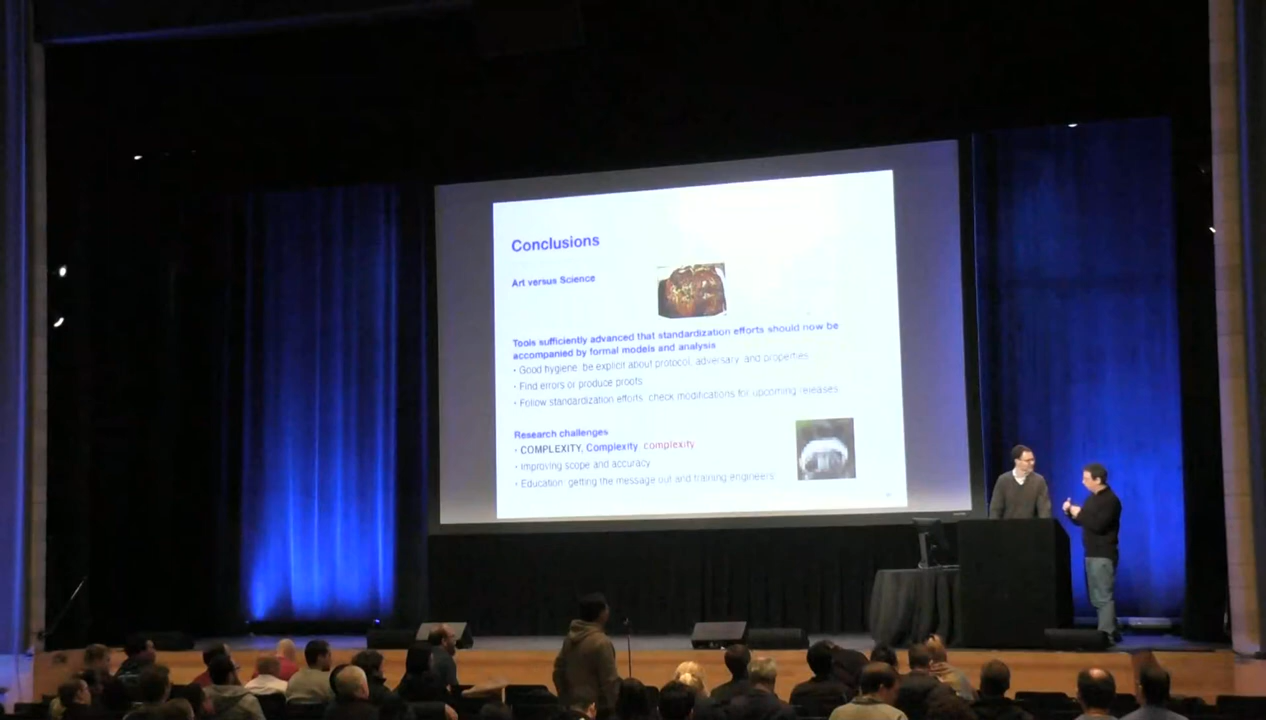 Conclusions
Art versus Science
Tools sufficiently advanced that standardization efforts should now be
accompanied by formal models and analysis
• Good hygiene: be explicit about protocol, adversary, and properties
• Find errors or produce proofs
• Follow standardization efforts: check modifications for upcoming releases
Research challenges
• COMPLEXITY, Complexity, complexity
• Improving scope and accuracy
• Education: getting the message out and training engineers